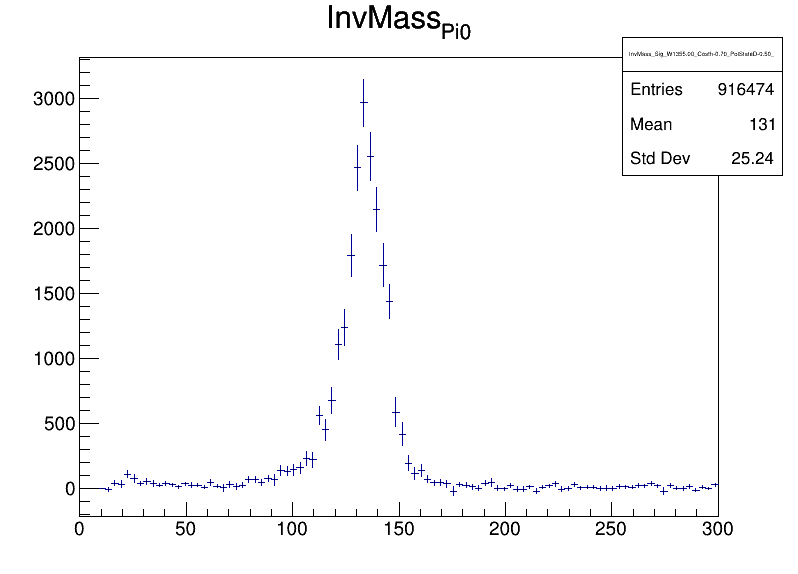 InvMass_Pi0
InvMass_Sig_W1355.00_Costh-0.70_PolStateD-0.50_
Entries 916474
Mean 131
Std Dev 25.24
3000
2500
2000
1500
1000
500
0
0 50 100 150 200 250 300